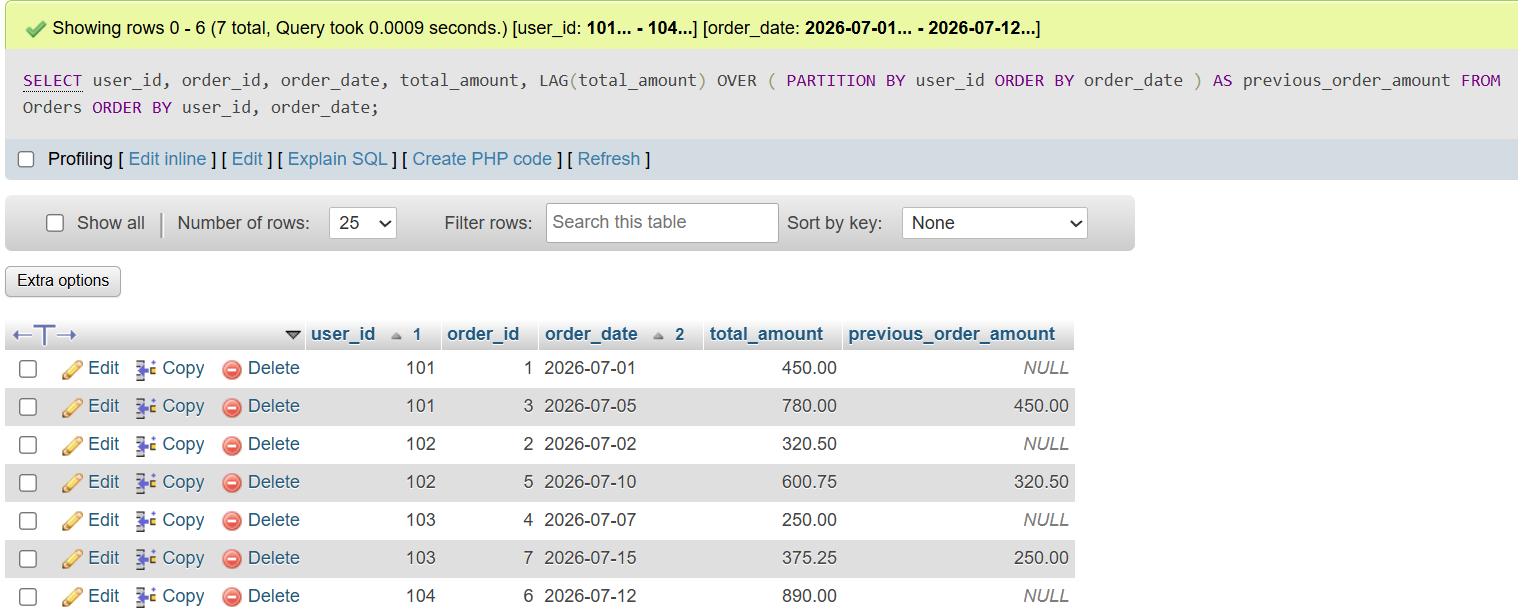 Showing rows 0 - 6 (7 total, Query took 0.0009 seconds.) [user_id: 101... - 104...] [order_date: 2026-07-01... - 2026-07-12...]
SELECT user_id, order_id, order_date, total_amount, LAG(total_amount) OVER ( PARTITION BY user_id ORDER BY order_date ) AS previous_order_amount FROM
Orders ORDER BY user_id, order_date;
Profiling [ Edit inline ] [ Edit ] [ Explain SQL ] [ Create PHP code ] [ Refresh ]
Show all | Number of rows: 25 Filter rows: Search this table Sort by key: None
Extra options
user_id 1 order_id order_date 2 total_amount previous_order_amount
Edit Copy Delete 101 1 2026-07-01 450.00 NULL
Edit Copy Delete 101 3 2026-07-05 780.00 450.00
Edit Copy Delete 102 2 2026-07-02 320.50 NULL
Edit Copy Delete 102 5 2026-07-10 600.75 320.50
Edit Copy Delete 103 4 2026-07-07 250.00 NULL
Edit Copy Delete 103 7 2026-07-15 375.25 250.00
Edit Copy Delete 104 6 2026-07-12 890.00 NULL